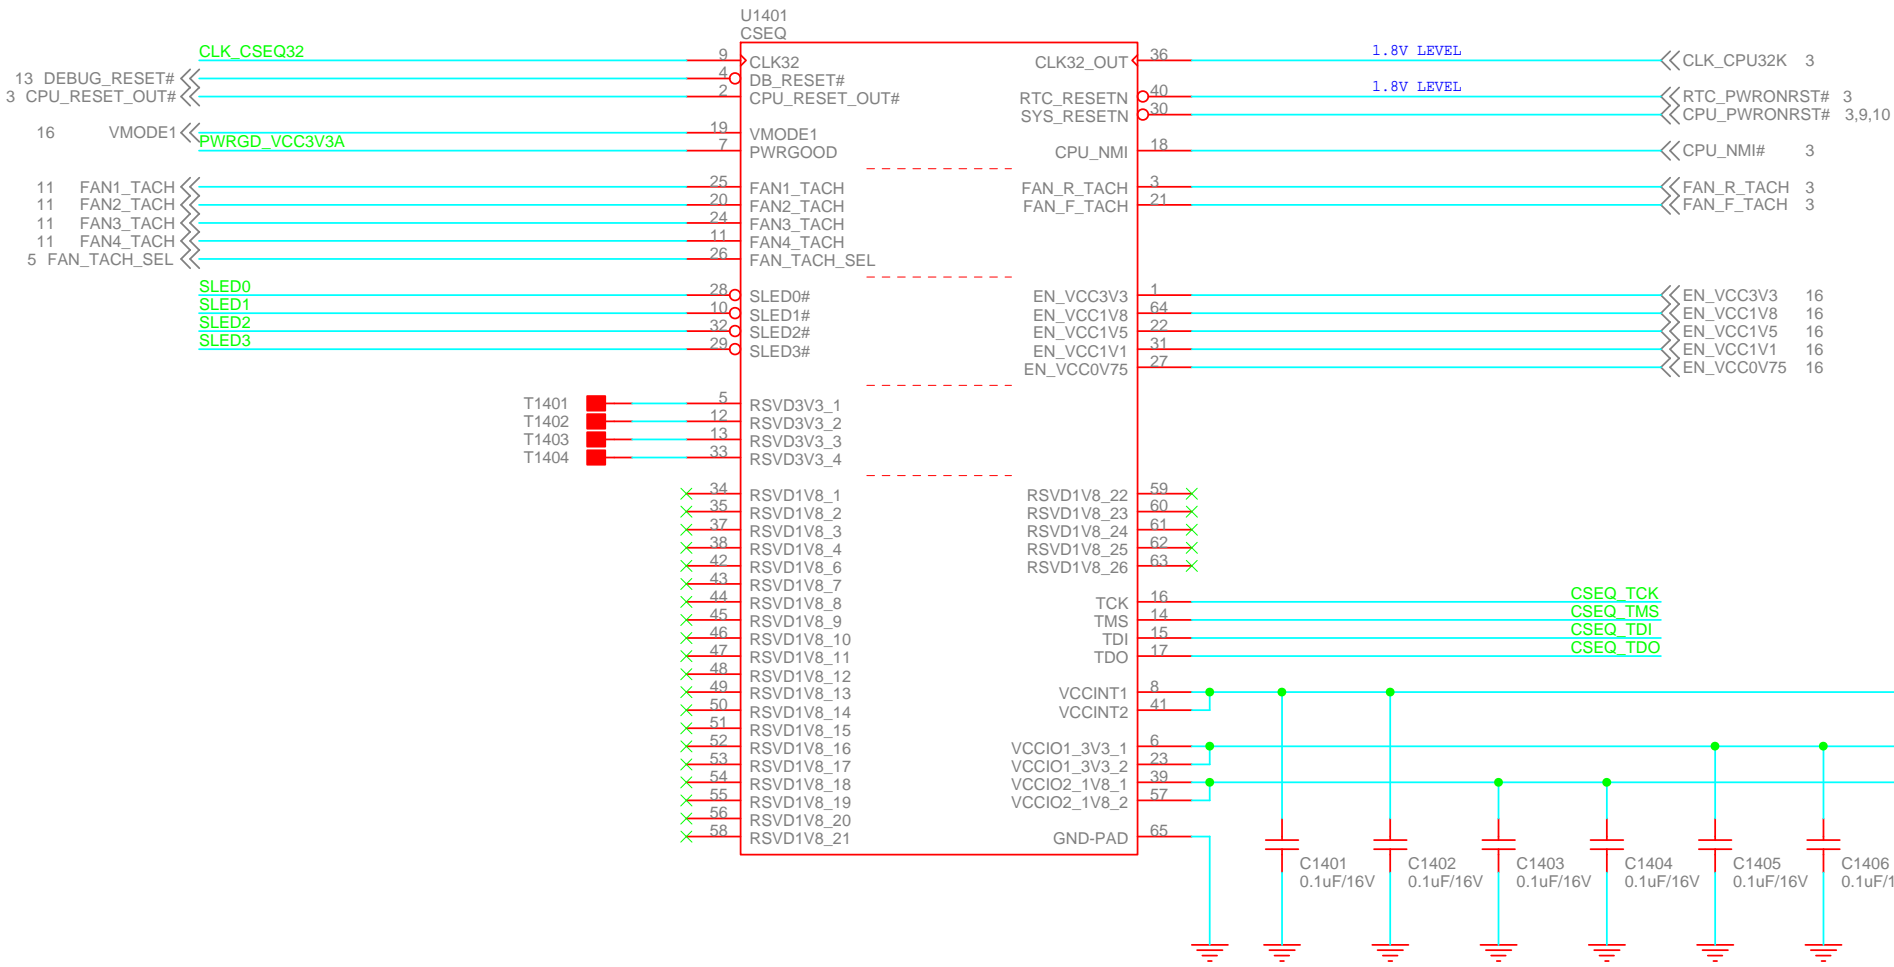 U1401
CSEQ
CLK_CSEQ32 9 CLK32
13 DEBUG_RESET# 4 DB_RESET#
3 CPU_RESET_OUT# 2 CPU_RESET_OUT#
16 VMODE1 19 VMODE1
PWRGD_VCC3V3A 7 PWRGOOD
11 FAN1_TACH 25 FAN1_TACH
11 FAN2_TACH 20 FAN2_TACH
11 FAN3_TACH 24 FAN3_TACH
11 FAN4_TACH 11 FAN4_TACH
5 FAN_TACH_SEL 26 FAN_TACH_SEL
SLED0 28 SLED0#
SLED1 10 SLED1#
SLED2 32 SLED2#
SLED3 29 SLED3#
T1401 5 RSVD3V3_1
T1402 12 RSVD3V3_2
T1403 13 RSVD3V3_3
T1404 33 RSVD3V3_4
34 RSVD1V8_1
35 RSVD1V8_2
37 RSVD1V8_3
38 RSVD1V8_4
42 RSVD1V8_6
43 RSVD1V8_7
44 RSVD1V8_8
45 RSVD1V8_9
46 RSVD1V8_10
47 RSVD1V8_11
48 RSVD1V8_12
49 RSVD1V8_13
50 RSVD1V8_14
51 RSVD1V8_15
52 RSVD1V8_16
53 RSVD1V8_17
54 RSVD1V8_18
55 RSVD1V8_19
56 RSVD1V8_20
58 RSVD1V8_21
CLK32_OUT 36 1.8V LEVEL CLK_CPU32K 3
RTC_RESETN 40 1.8V LEVEL RTC_PWRONRST# 3
SYS_RESETN 30 CPU_PWRONRST# 3,9,10
CPU_NMI 18 CPU_NMI# 3
FAN_R_TACH 3 FAN_R_TACH 3
FAN_F_TACH 21 FAN_F_TACH 3
EN_VCC3V3 1 EN_VCC3V3 16
EN_VCC1V8 64 EN_VCC1V8 16
EN_VCC1V5 22 EN_VCC1V5 16
EN_VCC1V1 31 EN_VCC1V1 16
EN_VCC0V75 27 EN_VCC0V75 16
RSVD1V8_22 59
RSVD1V8_23 60
RSVD1V8_24 61
RSVD1V8_25 62
RSVD1V8_26 63
TCK 16 CSEQ_TCK
TMS 14 CSEQ_TMS
TDI 15 CSEQ_TDI
TDO 17 CSEQ_TDO
VCCINT1 8
VCCINT2 41
VCCIO1_3V3_1 6
VCCIO1_3V3_2 23
VCCIO2_1V8_1 39
VCCIO2_1V8_2 57
GND-PAD 65
C1401 C1402 C1403 C1404 C1405 C1406
0.1uF/16V 0.1uF/16V 0.1uF/16V 0.1uF/16V 0.1uF/16V 0.1uF/1